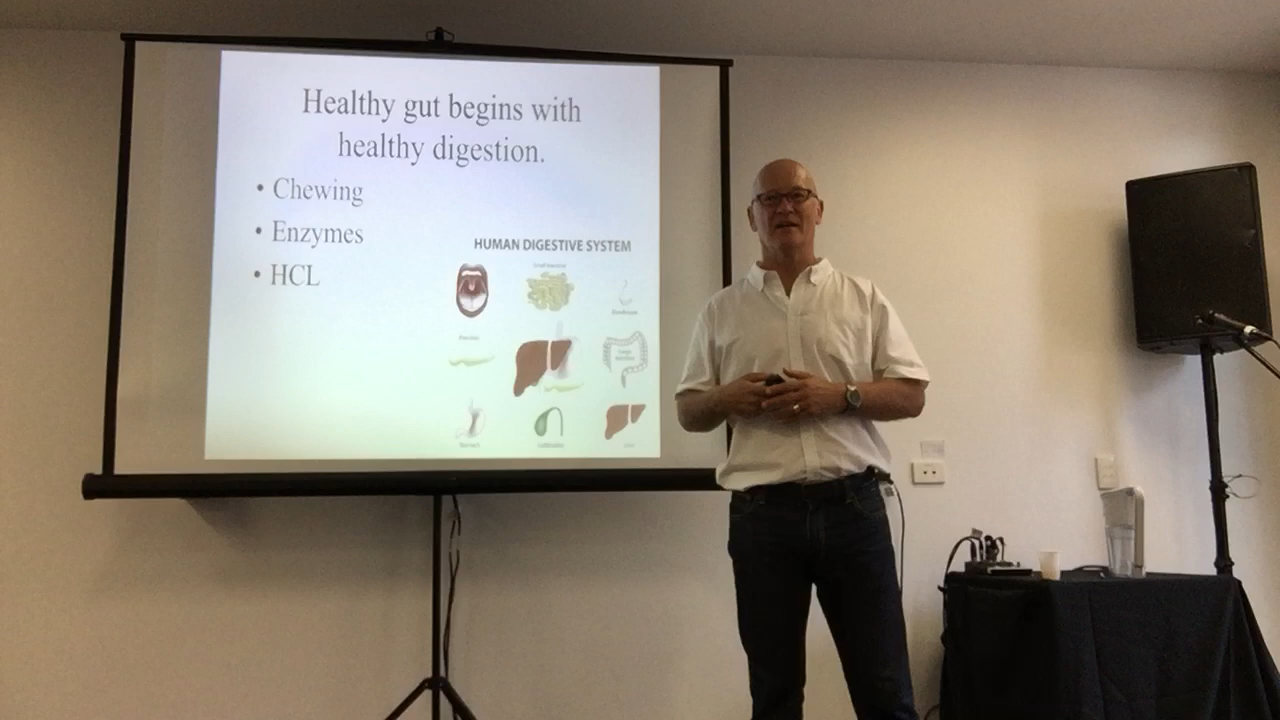 Healthy gut begins with
healthy digestion.
• Chewing
• Enzymes
• HCL
HUMAN DIGESTIVE SYSTEM